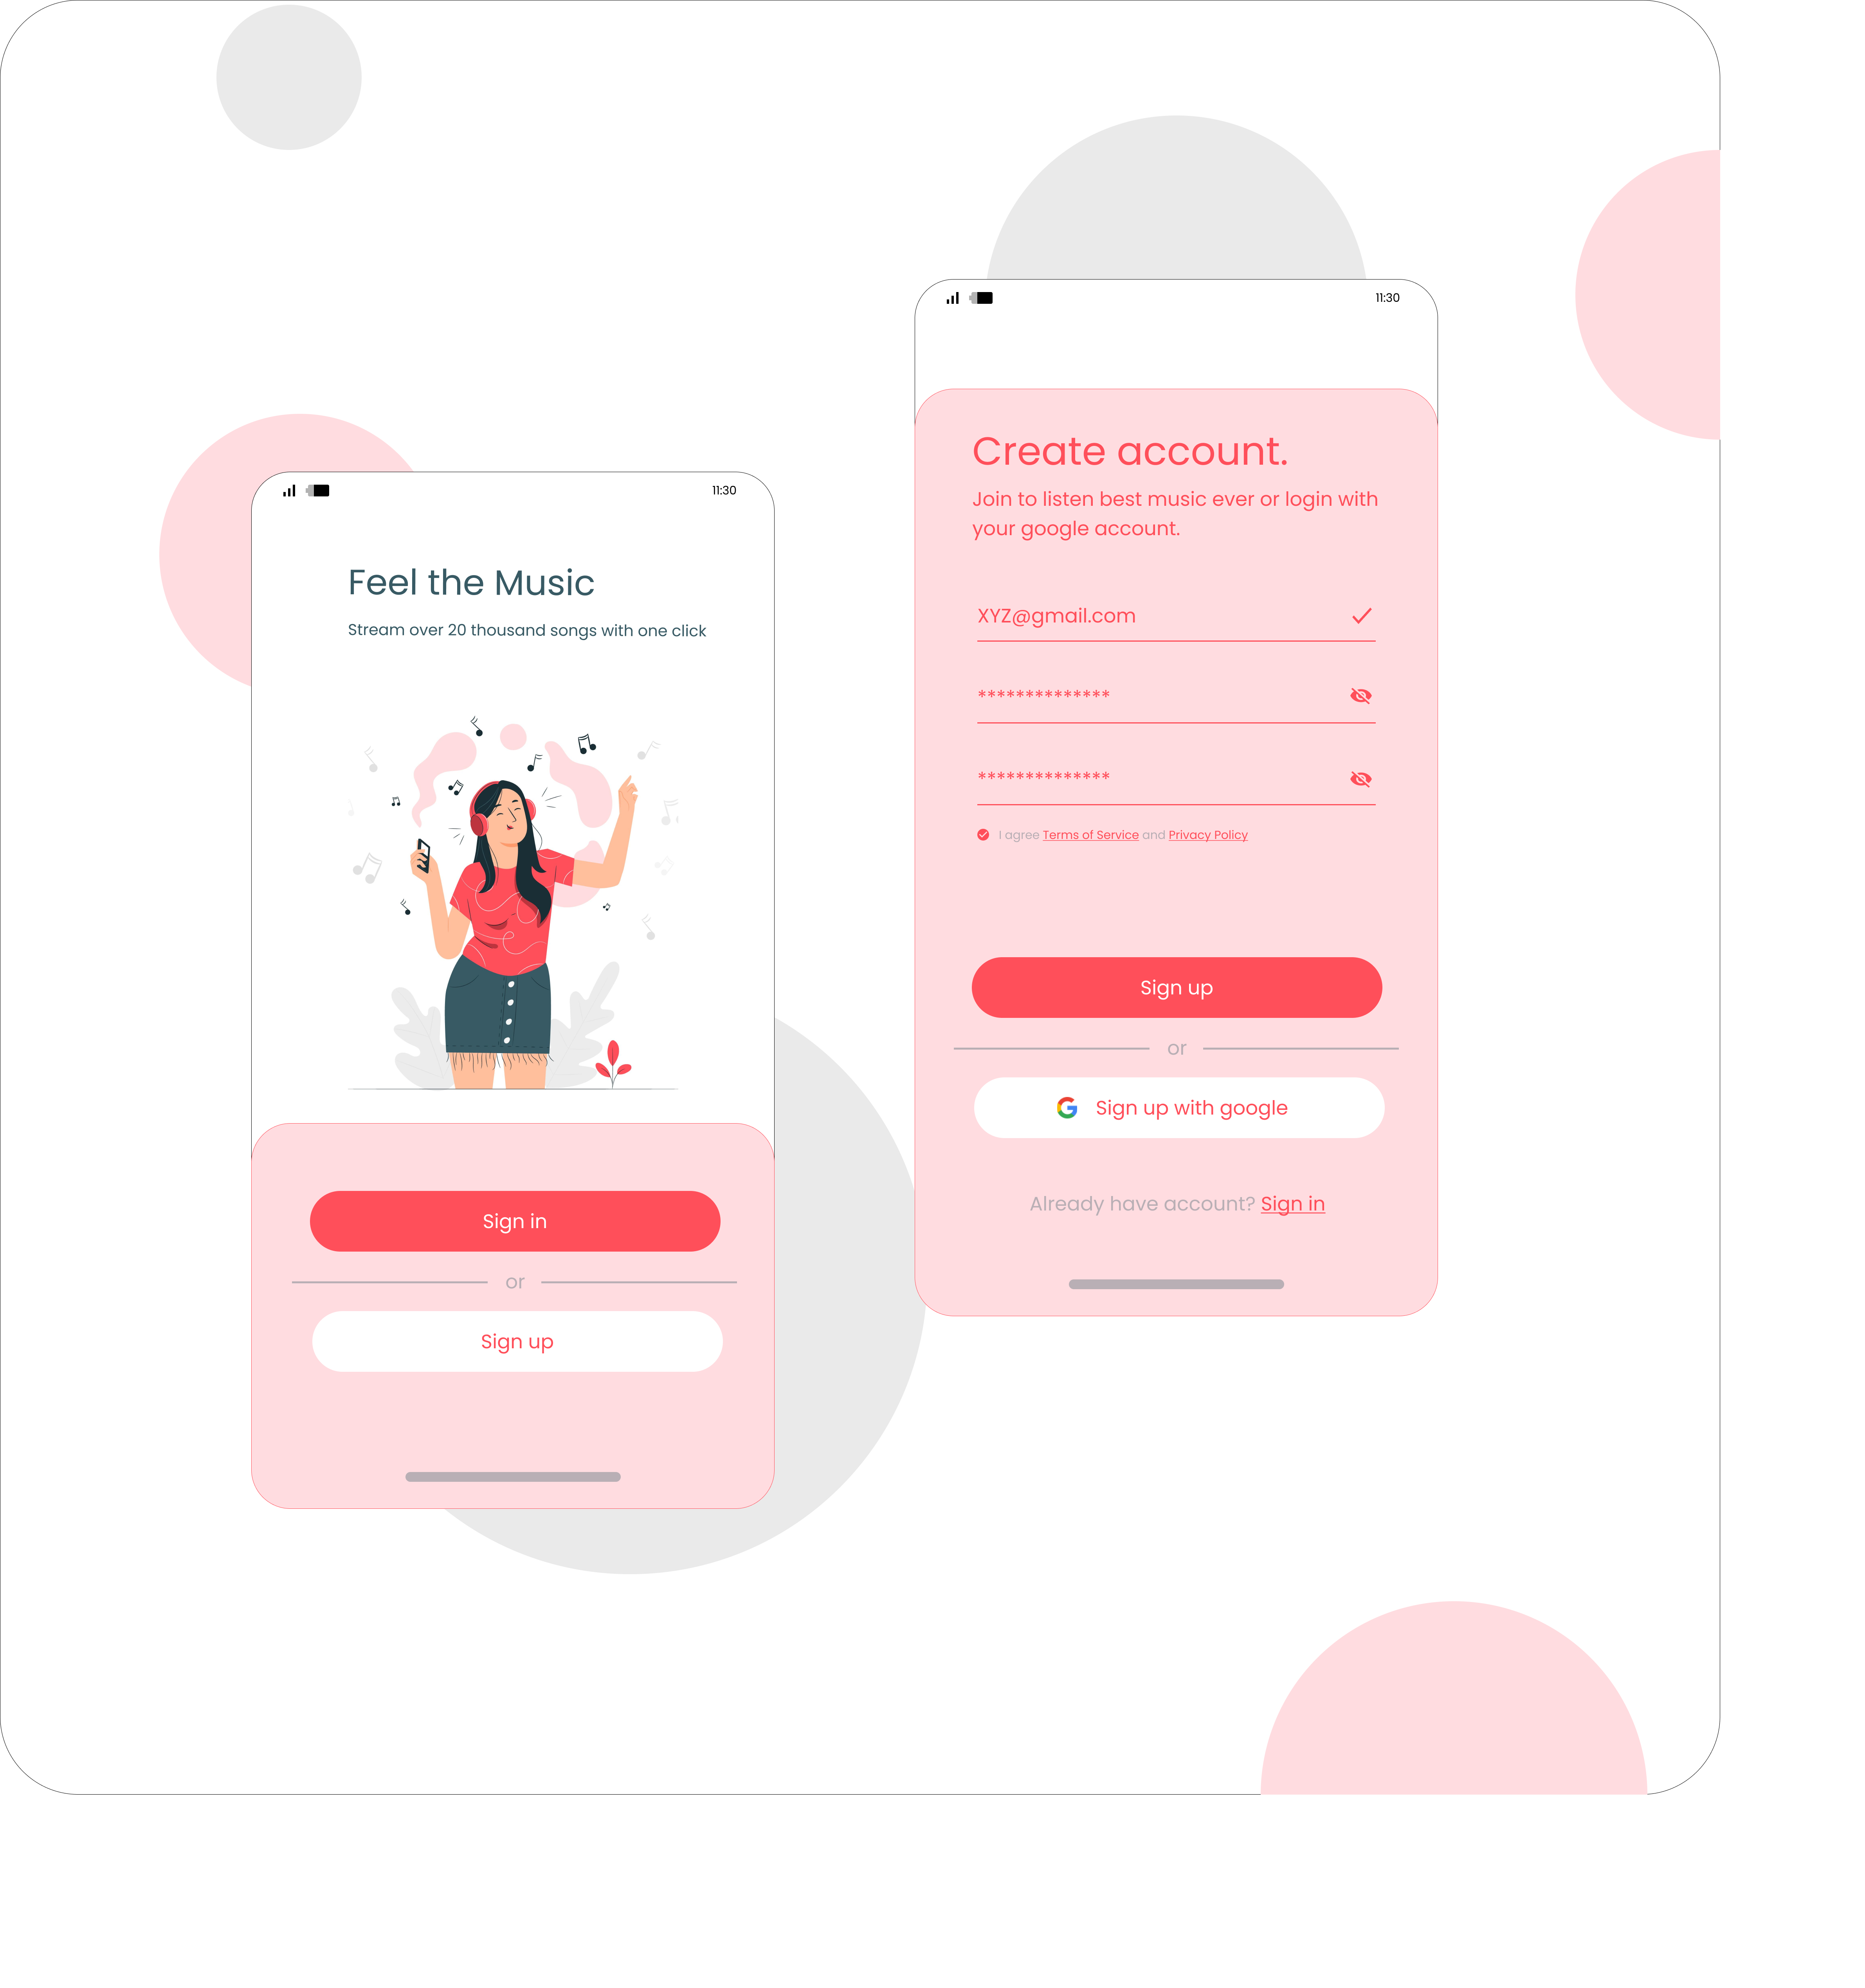 11:30
Feel the Music
Stream over 20 thousand songs with one click
Sign in
or
Sign up
11:30
Create account.
Join to listen best music ever or login with
your google account.
XYZ@gmail.com
**************
**************
I agree Terms of Service and Privacy Policy
Sign up
or
Sign up with google
Already have account? Sign in